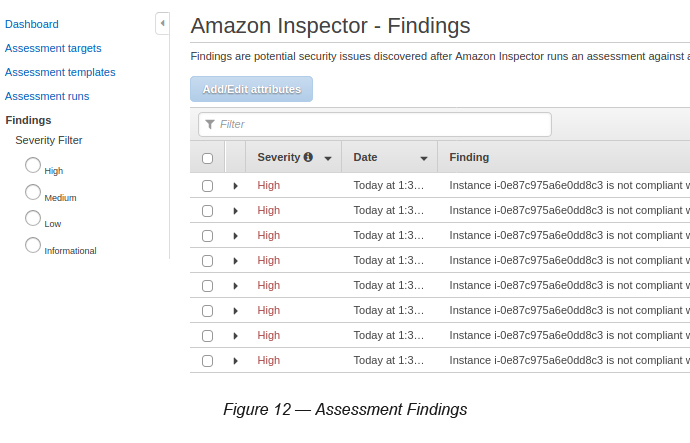 Dashboard
Assessment targets
Assessment templates
Assessment runs
Findings
Severity Filter
High
Medium
Low
Informational
Amazon Inspector - Findings
Findings are potential security issues discovered after Amazon Inspector runs an assessment against a
Add/Edit attributes
Filter
Severity Date Finding
High Today at 1:3... Instance i-0e87c975a6e0dd8c3 is not compliant w
High Today at 1:3... Instance i-0e87c975a6e0dd8c3 is not compliant w
High Today at 1:3... Instance i-0e87c975a6e0dd8c3 is not compliant w
High Today at 1:3... Instance i-0e87c975a6e0dd8c3 is not compliant w
High Today at 1:3... Instance i-0e87c975a6e0dd8c3 is not compliant w
High Today at 1:3... Instance i-0e87c975a6e0dd8c3 is not compliant w
High Today at 1:3... Instance i-0e87c975a6e0dd8c3 is not compliant w
High Today at 1:3... Instance i-0e87c975a6e0dd8c3 is not compliant w
Figure 12 — Assessment Findings